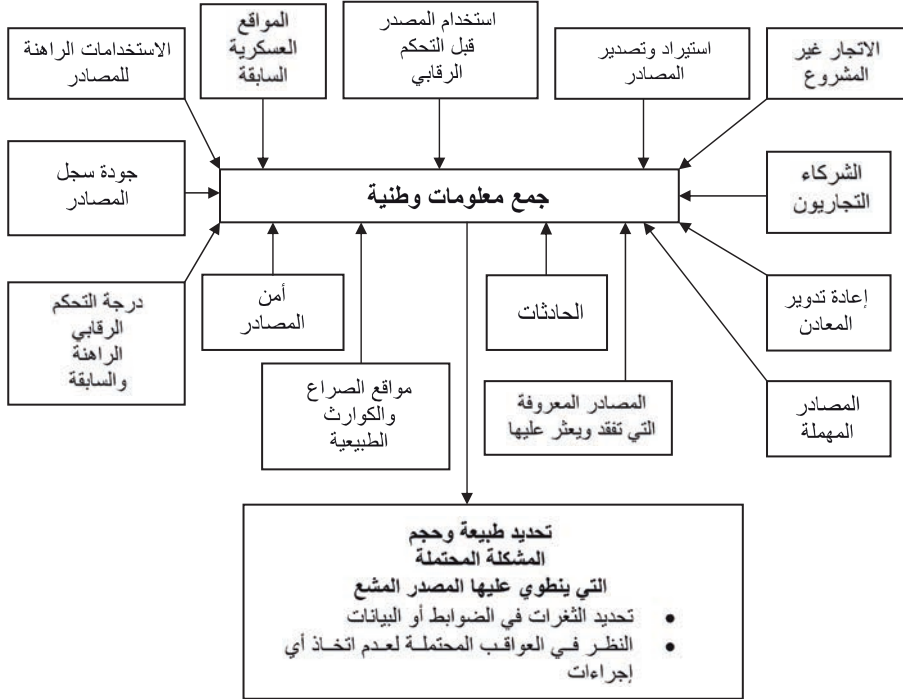 الاتجار غير
المشروع
استيراد وتصدير
المصادر
استخدام المصدر
قبل التحكم
الرقابي
المواقع
العسكرية
السابقة
الاستخدامات الراهنة
للمصادر
الشركاء
التجاريون
جمع معلومات وطنية
جودة سجل
المصادر
إعادة تدوير
المعادن
الحادثات
أمن
المصادر
درجة التحكم
الرقابي
الراهنة
والسابقة
المصادر
المهملة
المصادر المعروفة
التي تفقد ويعثر عليها
مواقع الصراع
والكوارث
الطبيعية
تحديد طبيعة وحجم
المشكلة المحتملة
التي ينطوي عليها المصدر المشع
• تحديد الثغرات في الضوابط أو البيانات
• النظر في العواقب المحتملة لعدم اتخاذ أي
إجراءات